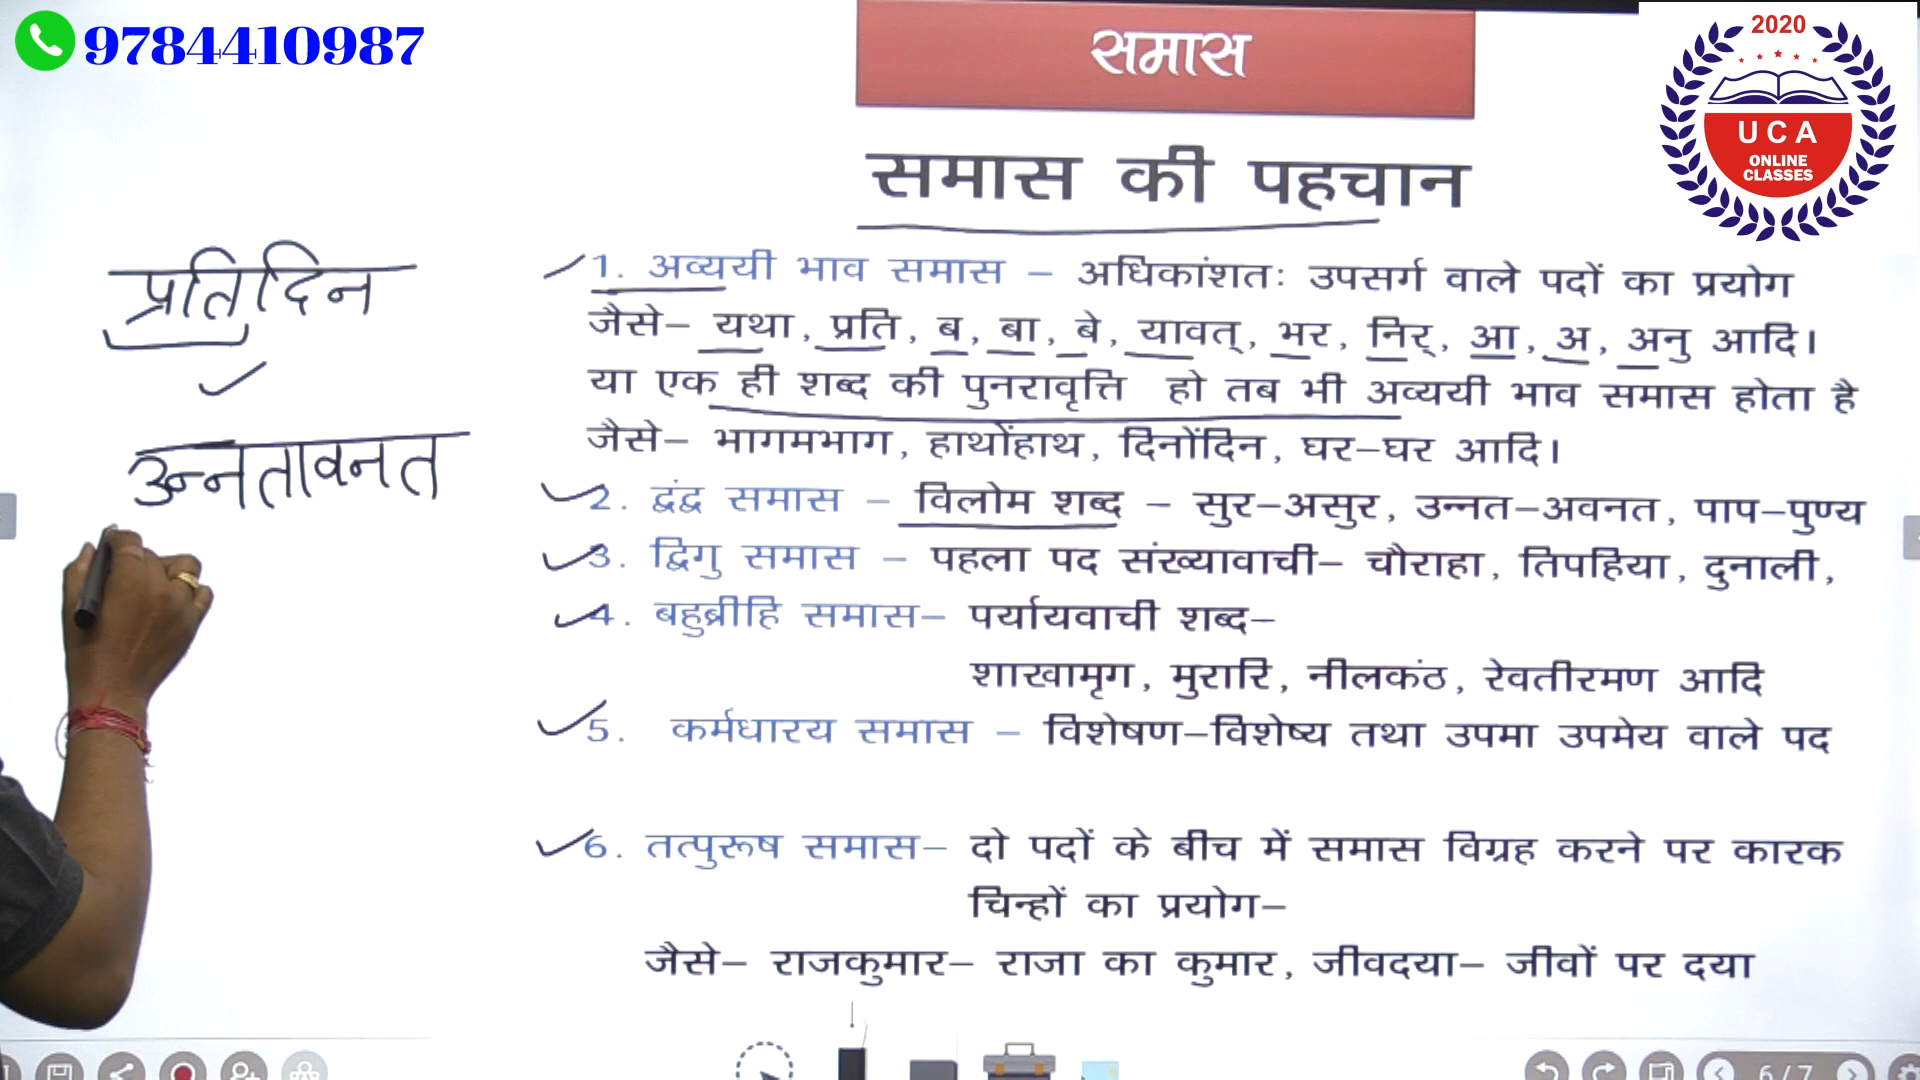 9784410987
समास
2020
UCA
ONLINE
CLASSES
समास की पहचान
प्रतिदिन
उन्नतावनत
1. अव्ययी भाव समास – अधिकांशतः उपसर्ग वाले पदों का प्रयोग
जैसे– यथा, प्रति, ब, बा, बे, यावत्, भर, निर्, आ, अ, अनु आदि।
या एक ही शब्द की पुनरावृत्ति हो तब भी अव्ययी भाव समास होता है
जैसे– भागमभाग, हाथोंहाथ, दिनोंदिन, घर–घर आदि।
2. द्वंद्व समास – विलोम शब्द – सुर–असुर, उन्नत–अवनत, पाप–पुण्य
3. द्विगु समास – पहला पद संख्यावाची– चौराहा, तिपहिया, दुनाली,
4. बहुब्रीहि समास– पर्यायवाची शब्द–
शाखामृग, मुरारि, नीलकंठ, रेवतीरमण आदि
5. कर्मधारय समास – विशेषण–विशेष्य तथा उपमा उपमेय वाले पद
6. तत्पुरूष समास– दो पदों के बीच में समास विग्रह करने पर कारक
चिन्हों का प्रयोग–
जैसे– राजकुमार– राजा का कुमार, जीवदया– जीवों पर दया
6/7